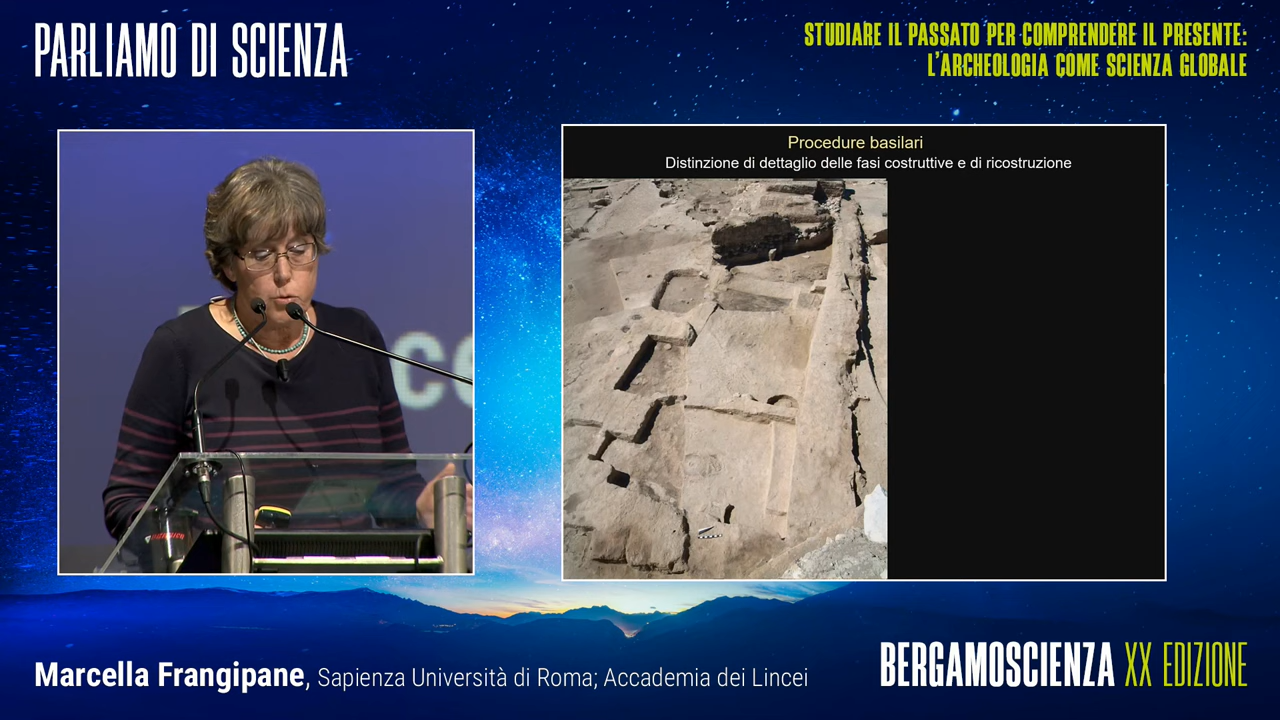 PARLIAMO DI SCIENZA
STUDIARE IL PASSATO PER COMPRENDERE IL PRESENTE:
L'ARCHEOLOGIA COME SCIENZA GLOBALE
Procedure basilari
Distinzione di dettaglio delle fasi costruttive e di ricostruzione
Marcella Frangipane, Sapienza Università di Roma; Accademia dei Lincei
BERGAMOSCIENZA XX EDIZIONE